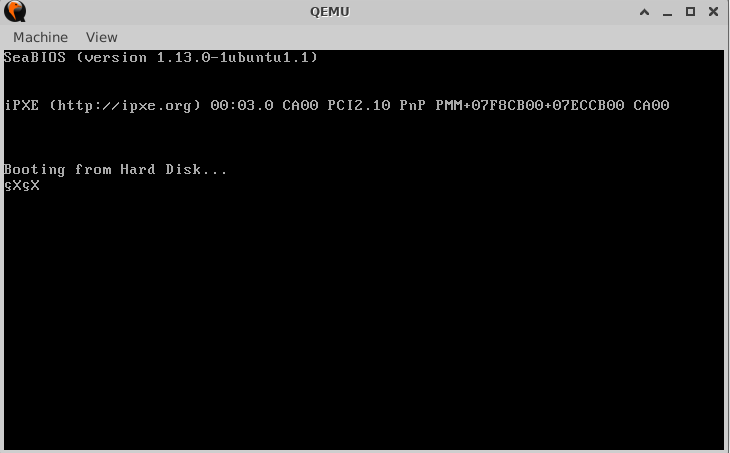 QEMU
Machine View
SeaBIOS (version 1.13.0-1ubuntu1.1)
iPXE (http://ipxe.org) 00:03.0 CA00 PCI2.10 PnP PMM+07F8CB00+07ECCB00 CA00
Booting from Hard Disk...